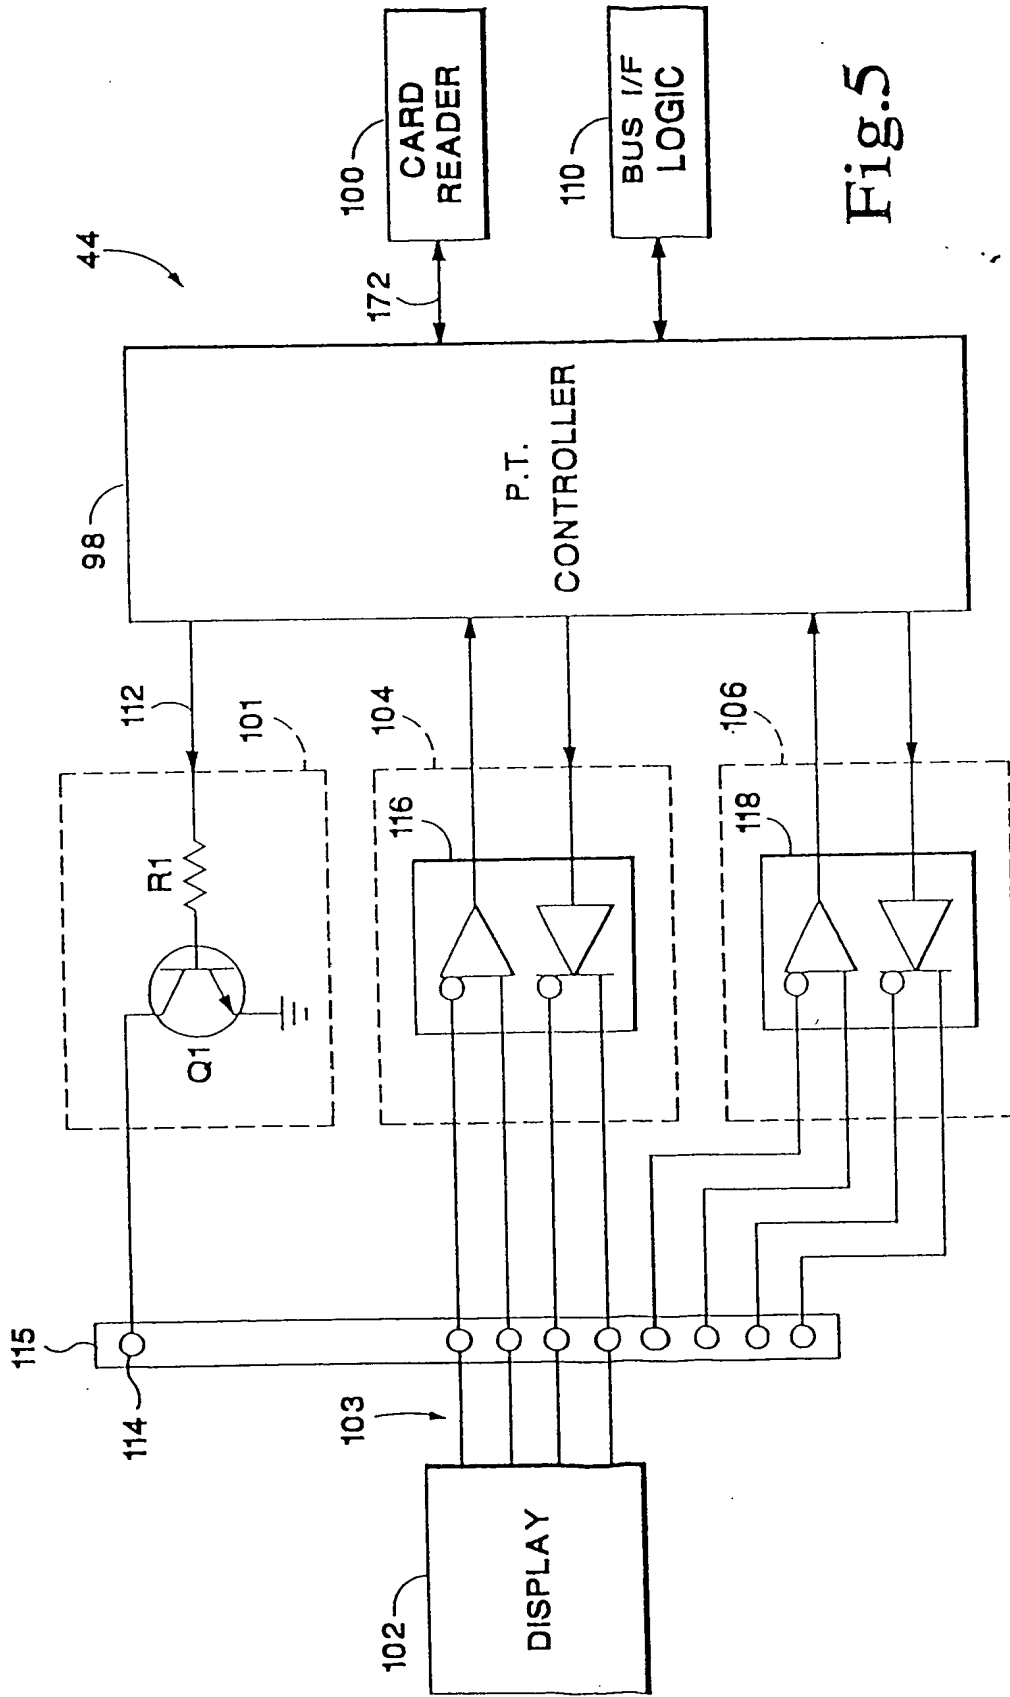 44
98
112
172
100
CARD
READER
110
BUS I/F
LOGIC
P.T.
CONTROLLER
101
R1
Q1
104
116
106
118
115
114
103
102
DISPLAY
Fig.5